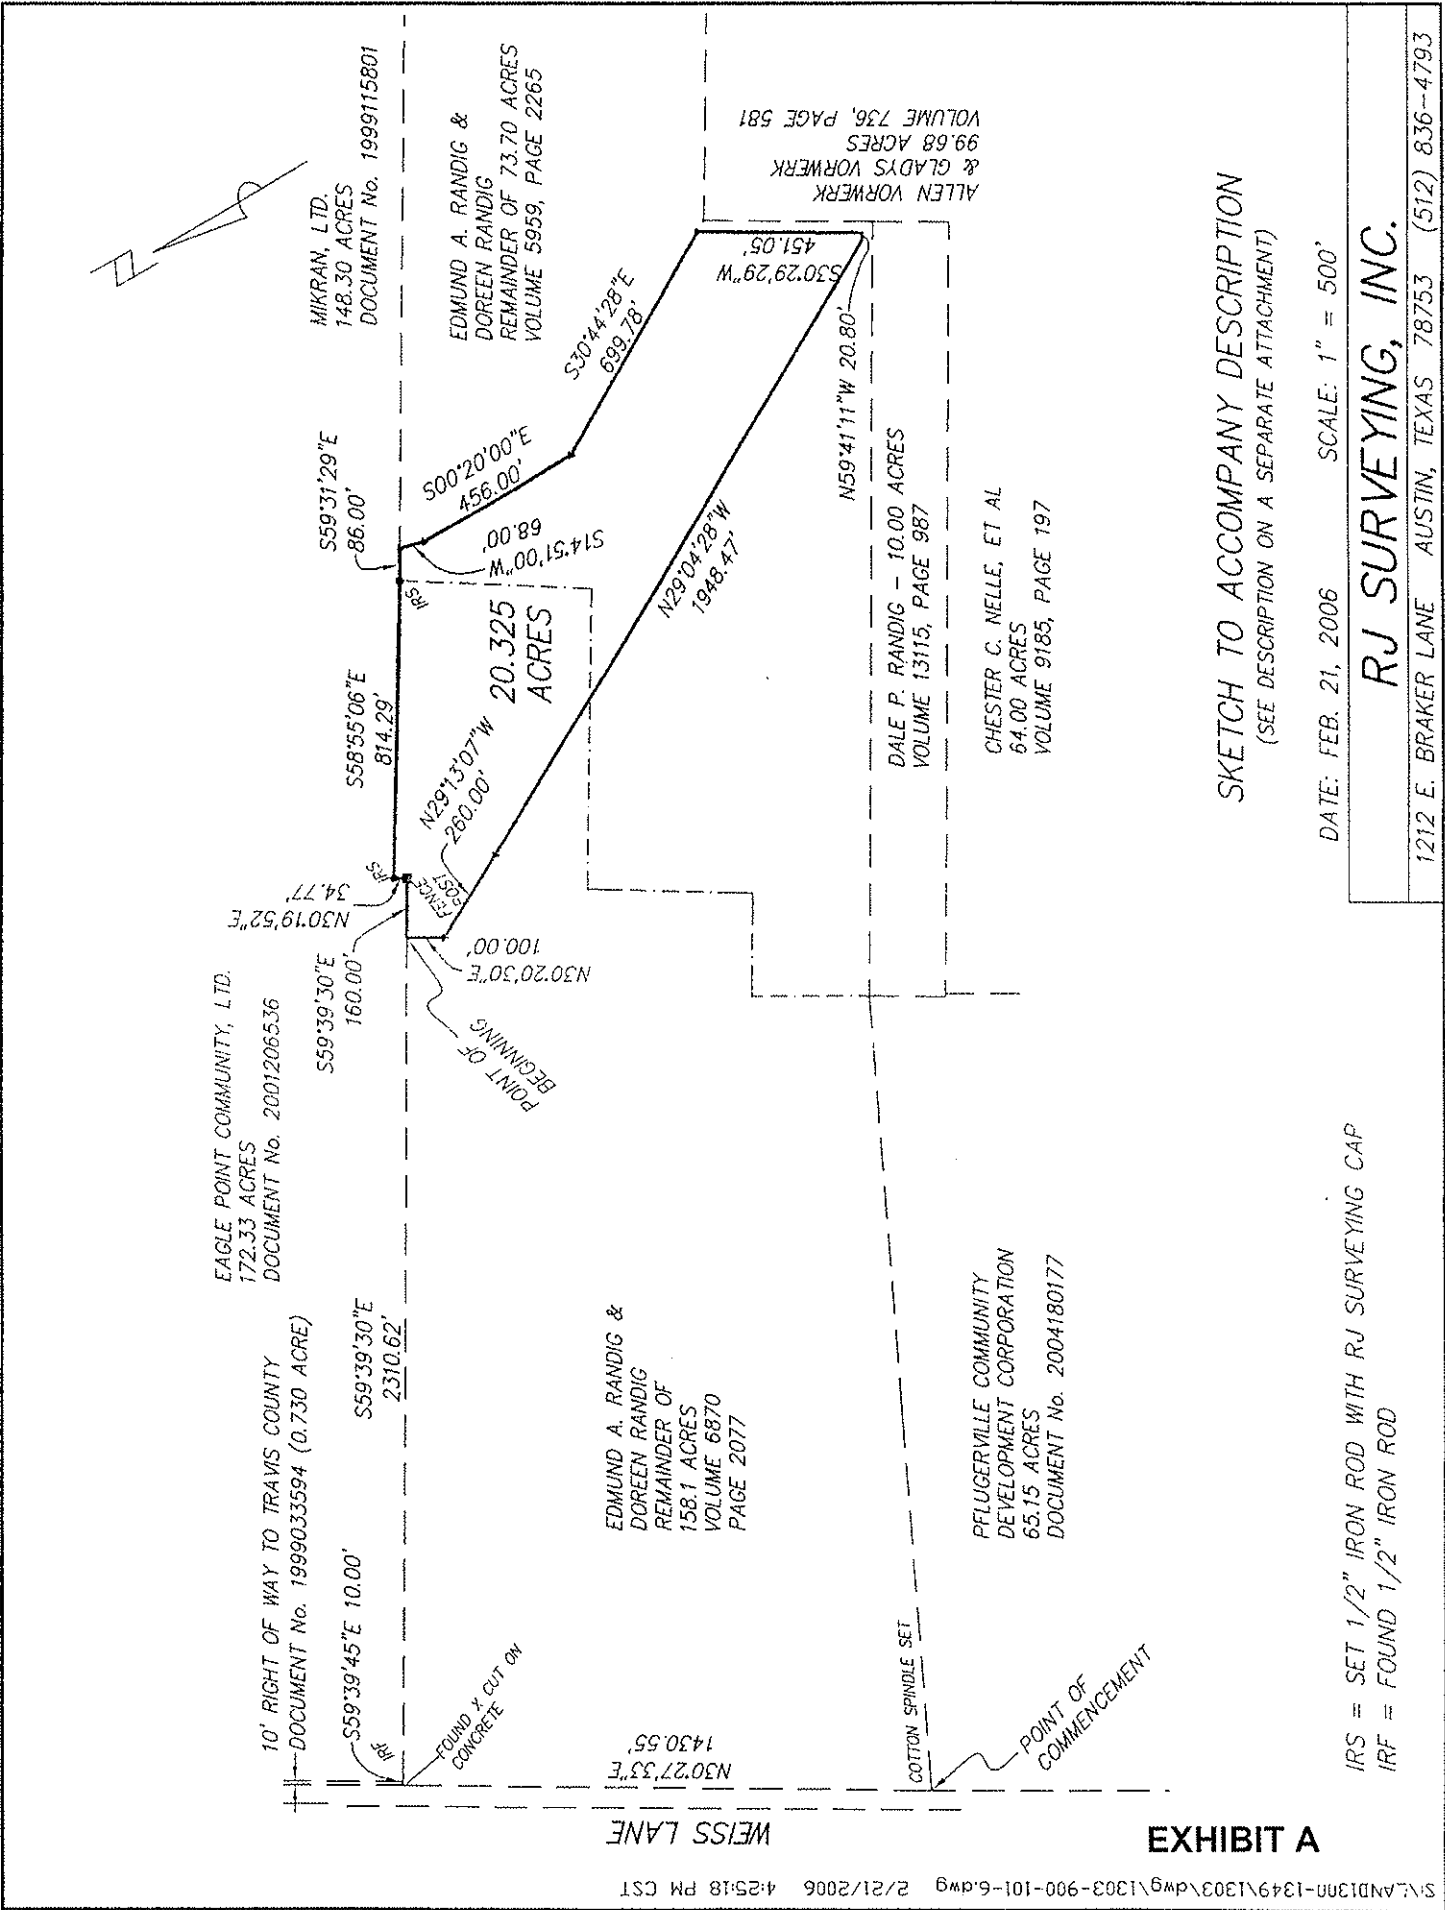 10' RIGHT OF WAY TO TRAVIS COUNTY
DOCUMENT No. 1999033594 (0.730 ACRE)
S59°39'45"E 10.00'
IRF
FOUND X CUT ON
CONCRETE
EAGLE POINT COMMUNITY, LTD.
172.33 ACRES
DOCUMENT No. 2001206536
S59°39'30"E
2310.62'
S59°39'30"E
160.00'
N30°19'52"E
34.77'
IRS
FENCE
POST
S58°55'06"E
814.29'
IRS
S59°31'29"E
86.00'
MIKRAN, LTD.
148.30 ACRES
DOCUMENT No. 1999115801
N
EDMUND A. RANDIG &
DOREEN RANDIG
REMAINDER OF 73.70 ACRES
VOLUME 5959, PAGE 2265
S14°51'00"W
68.00'
S00°20'00"E
456.00'
S30°44'28"E
699.78'
S30°29'29"W
451.05'
ALLEN VORWERK
& GLADYS VORWERK
99.68 ACRES
VOLUME 736, PAGE 581
N59°41'11"W 20.80'
N29°04'28"W
1948.47'
N29°13'07"W
260.00'
20.325
ACRES
N30°20'30"E
100.00'
POINT OF
BEGINNING
EDMUND A. RANDIG &
DOREEN RANDIG
REMAINDER OF
158.1 ACRES
VOLUME 6870
PAGE 2077
DALE P. RANDIG - 10.00 ACRES
VOLUME 13115, PAGE 987
CHESTER C. NELLE, ET AL
64.00 ACRES
VOLUME 9185, PAGE 197
PFLUGERVILLE COMMUNITY
DEVELOPMENT CORPORATION
65.15 ACRES
DOCUMENT No. 2004180177
COTTON SPINDLE SET
POINT OF
COMMENCEMENT
N30°27'33"E
1430.55'
WEISS LANE
IRS = SET 1/2" IRON ROD WITH RJ SURVEYING CAP
IRF = FOUND 1/2" IRON ROD
SKETCH TO ACCOMPANY DESCRIPTION
(SEE DESCRIPTION ON A SEPARATE ATTACHMENT)
DATE: FEB. 21, 2006 SCALE: 1" = 500'
RJ SURVEYING, INC.
1212 E. BRAKER LANE AUSTIN, TEXAS 78753 (512) 836-4793
EXHIBIT A
S:\LAND1300-1349\1303\dwg\1303-900-101-6.dwg 2/21/2006 4:25:18 PM CST